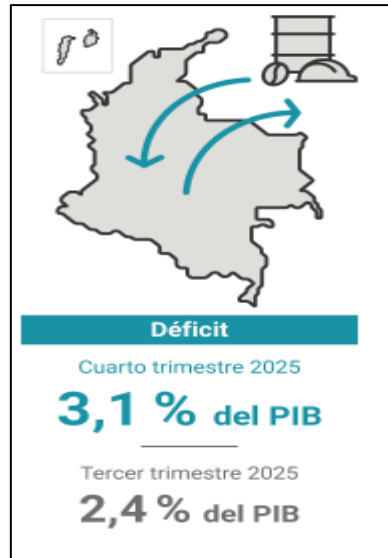 Déficit
Cuarto trimestre 2025
3,1 % del PIB
Tercer trimestre 2025
2,4 % del PIB